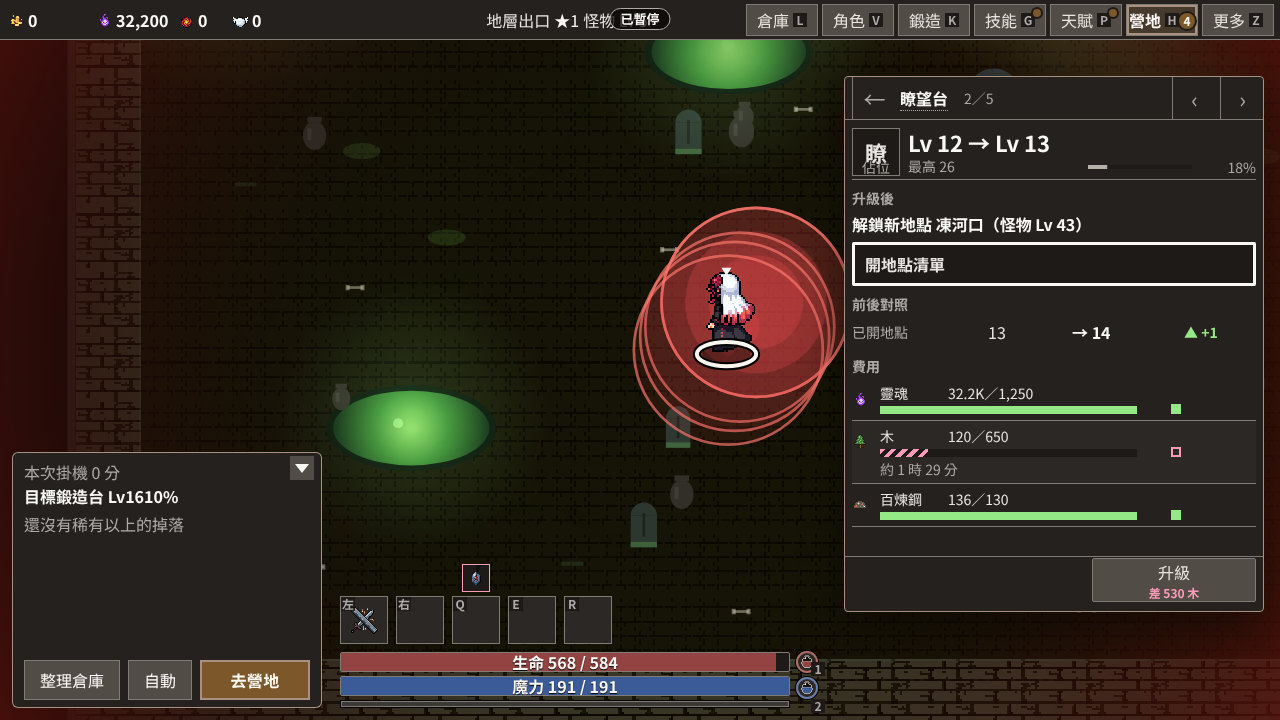 0
32,200
0
0
地層出口 ★1 怪物
已暫停
倉庫 L
角色 V
鍛造 K
技能 G
天賦 P
營地 H 4
更多 Z
← 瞭望台 2／5 ‹ ›
瞭
佔位
Lv 12 → Lv 13
最高 26
18%
升級後
解鎖新地點 凍河口（怪物 Lv 43）
開地點清單
前後對照
已開地點 13 → 14 ▲ +1
費用
靈魂 32.2K／1,250
木 120／650
約 1 時 29 分
百煉鋼 136／130
升級
差 530 木
本次掛機 0 分
目標鍛造台 Lv1610%
還沒有稀有以上的掉落
整理倉庫
自動
去營地
左
右
Q
E
R
生命 568 / 584
1
魔力 191 / 191
2